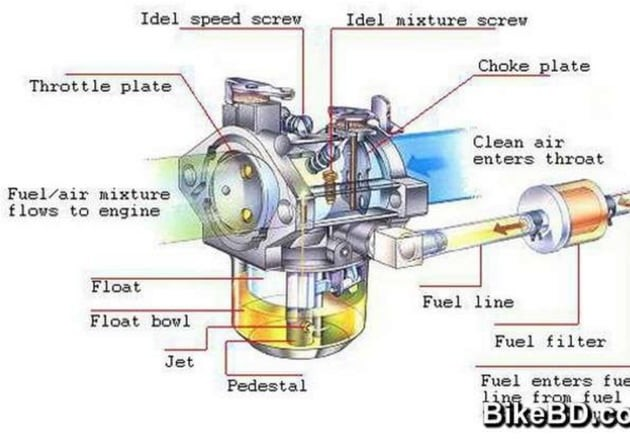 Idel speed screw
Idel mixture screw
Choke plate
Throttle plate
Clean air
enters throat
Fuel/air mixture
flows to engine
Float
Fuel line
Float bowl
Fuel filter
Jet
Pedestal
Fuel enters fue
line from fuel
BikeBD.co